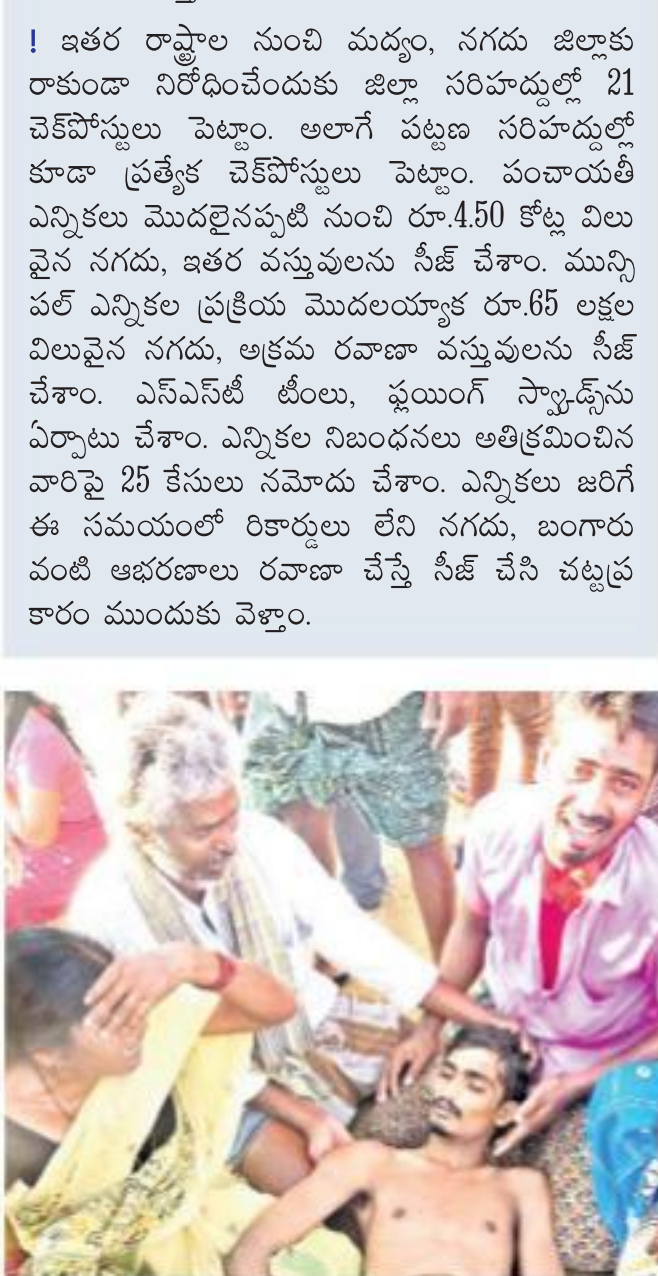 ! ఇతర రాష్ట్రాల నుంచి మద్యం, నగదు జిల్లాకు
రాకుండా నిరోధించేందుకు జిల్లా సరిహద్దుల్లో 21
చెక్‌పోస్టులు పెట్టాం. అలాగే పట్టణ సరిహద్దుల్లో
కూడా ప్రత్యేక చెక్‌పోస్టులు పెట్టాం. పంచాయతీ
ఎన్నికలు మొదలైనప్పటి నుంచి రూ.4.50 కోట్ల విలు
వైన నగదు, ఇతర వస్తువులను సీజ్ చేశాం. మున్సి
పల్ ఎన్నికల ప్రక్రియ మొదలయ్యాక రూ.65 లక్షల
విలువైన నగదు, అక్రమ రవాణా వస్తువులను సీజ్
చేశాం. ఎస్ఎస్‌టీ టీంలు, ఫ్లయింగ్ స్క్వాడ్స్‌ను
ఏర్పాటు చేశాం. ఎన్నికల నిబంధనలు అతిక్రమించిన
వారిపై 25 కేసులు నమోదు చేశాం. ఎన్నికలు జరిగే
ఈ సమయంలో రికార్డులు లేని నగదు, బంగారు
వంటి ఆభరణాలు రవాణా చేస్తే సీజ్ చేసి చట్టప్ర
కారం ముందుకు వెళ్తాం.